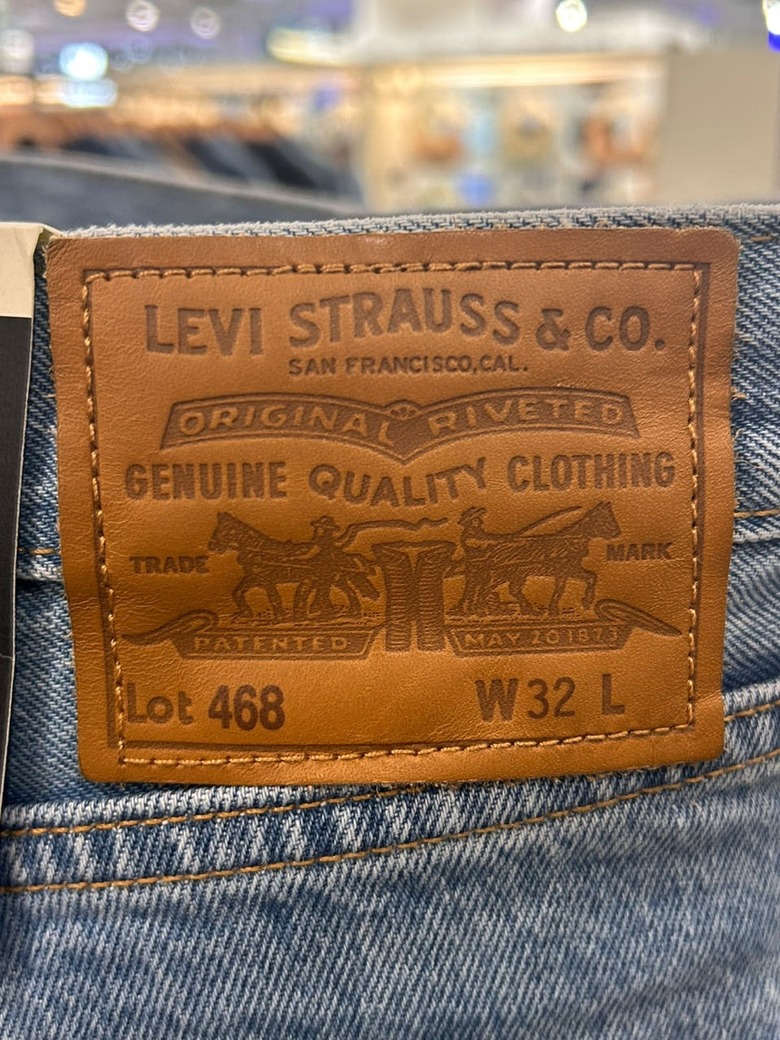 LEVI STRAUSS & CO.
SAN FRANCISCO, CAL.
ORIGINAL RIVETED
GENUINE QUALITY CLOTHING
TRADE MARK
PATENTED MAY 20 1873
Lot 468 W 32 L